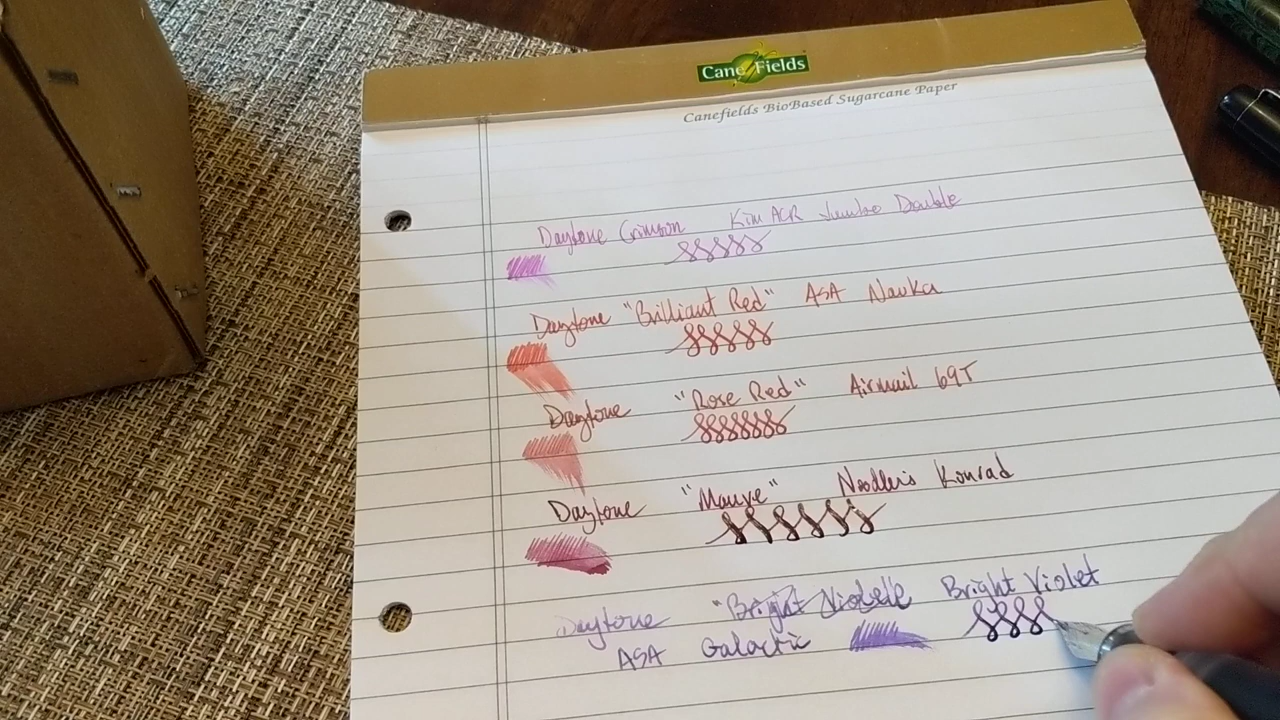 Cane Fields
Canefields BioBased Sugarcane Paper
Daytone Crimson Kim ACR Jumbo Double
Daytone "Brilliant Red" ASA Nauka
Daytone "Rose Red" Airmail 69T
Daytone "Mauve" Noodler's Konrad
Daytone "Bright Bright Violet
ASA Galactic